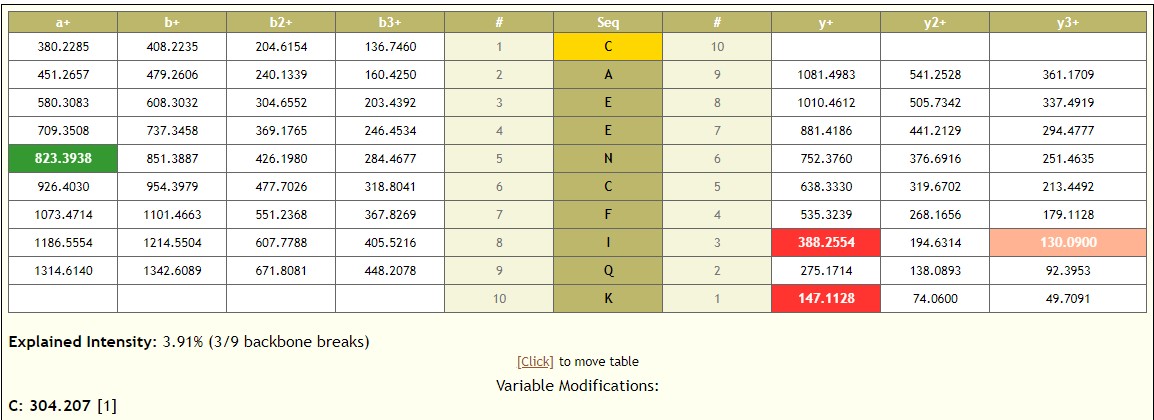 a+ b+ b2+ b3+ # Seq # y+ y2+ y3+
380.2285 408.2235 204.6154 136.7460 1 C 10
451.2657 479.2606 240.1339 160.4250 2 A 9 1081.4983 541.2528 361.1709
580.3083 608.3032 304.6552 203.4392 3 E 8 1010.4612 505.7342 337.4919
709.3508 737.3458 369.1765 246.4534 4 E 7 881.4186 441.2129 294.4777
823.3938 851.3887 426.1980 284.4677 5 N 6 752.3760 376.6916 251.4635
926.4030 954.3979 477.7026 318.8041 6 C 5 638.3330 319.6702 213.4492
1073.4714 1101.4663 551.2368 367.8269 7 F 4 535.3239 268.1656 179.1128
1186.5554 1214.5504 607.7788 405.5216 8 I 3 388.2554 194.6314 130.0900
1314.6140 1342.6089 671.8081 448.2078 9 Q 2 275.1714 138.0893 92.3953
10 K 1 147.1128 74.0600 49.7091
Explained Intensity: 3.91% (3/9 backbone breaks)
[Click] to move table
Variable Modifications:
C: 304.207 [1]